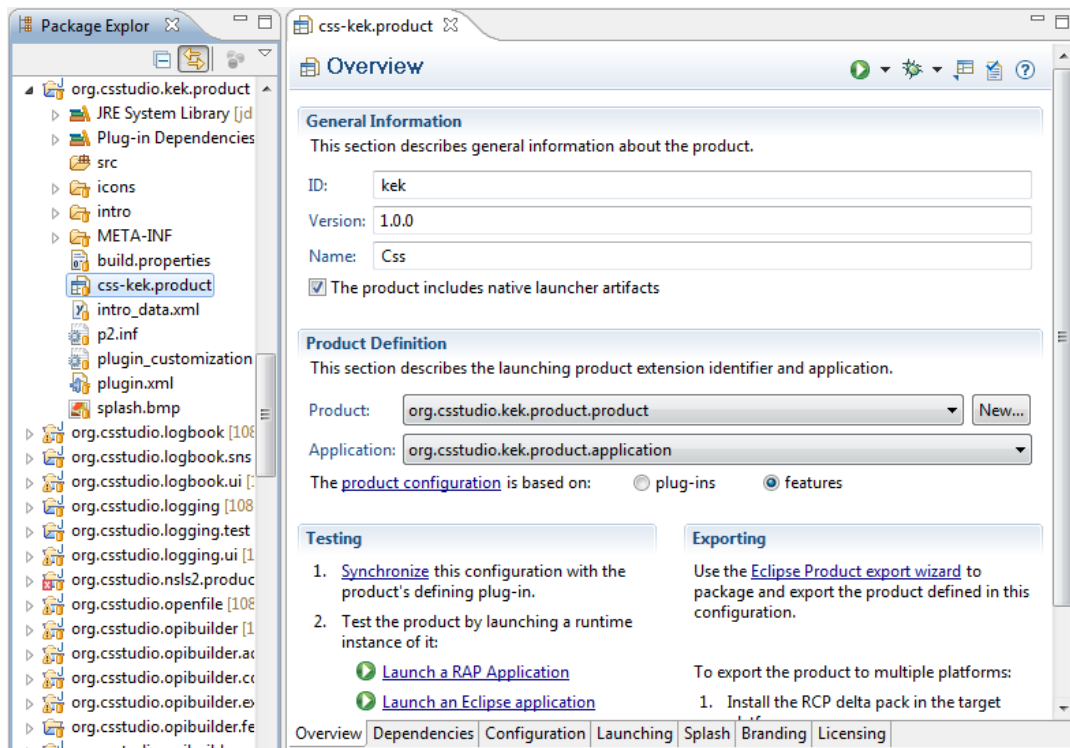 Package Explor
org.csstudio.kek.product
JRE System Library [jd
Plug-in Dependencies
src
icons
intro
META-INF
build.properties
css-kek.product
intro_data.xml
p2.inf
plugin_customization
plugin.xml
splash.bmp
org.csstudio.logbook [108
org.csstudio.logbook.sns
org.csstudio.logbook.ui [1
org.csstudio.logging [108
org.csstudio.logging.test
org.csstudio.logging.ui [1
org.csstudio.nsls2.produc
org.csstudio.openfile [108
org.csstudio.opibuilder [1
org.csstudio.opibuilder.ac
org.csstudio.opibuilder.co
org.csstudio.opibuilder.ex
org.csstudio.opibuilder.fe
css-kek.product
Overview
General Information
This section describes general information about the product.
ID: kek
Version: 1.0.0
Name: Css
The product includes native launcher artifacts
Product Definition
This section describes the launching product extension identifier and application.
Product: org.csstudio.kek.product.product New...
Application: org.csstudio.kek.product.application
The product configuration is based on: plug-ins features
Testing
1. Synchronize this configuration with the
product's defining plug-in.
2. Test the product by launching a runtime
instance of it:
Launch a RAP Application
Launch an Eclipse application
Exporting
Use the Eclipse Product export wizard to
package and export the product defined in this
configuration.
To export the product to multiple platforms:
1. Install the RCP delta pack in the target
Overview Dependencies Configuration Launching Splash Branding Licensing